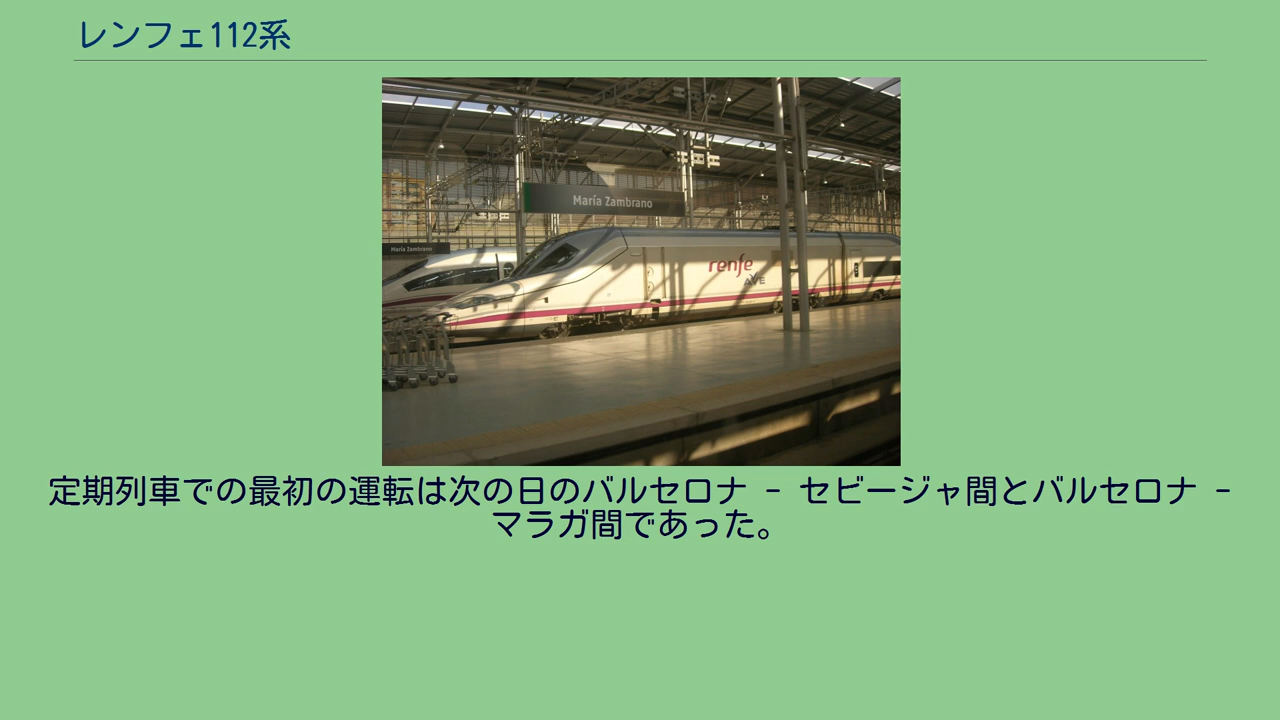 レンフェ112系
María Zambrano
María Zambrano
renfe
AVE
定期列車での最初の運転は次の日のバルセロナ － セビージャ間とバルセロナ －
マラガ間であった。